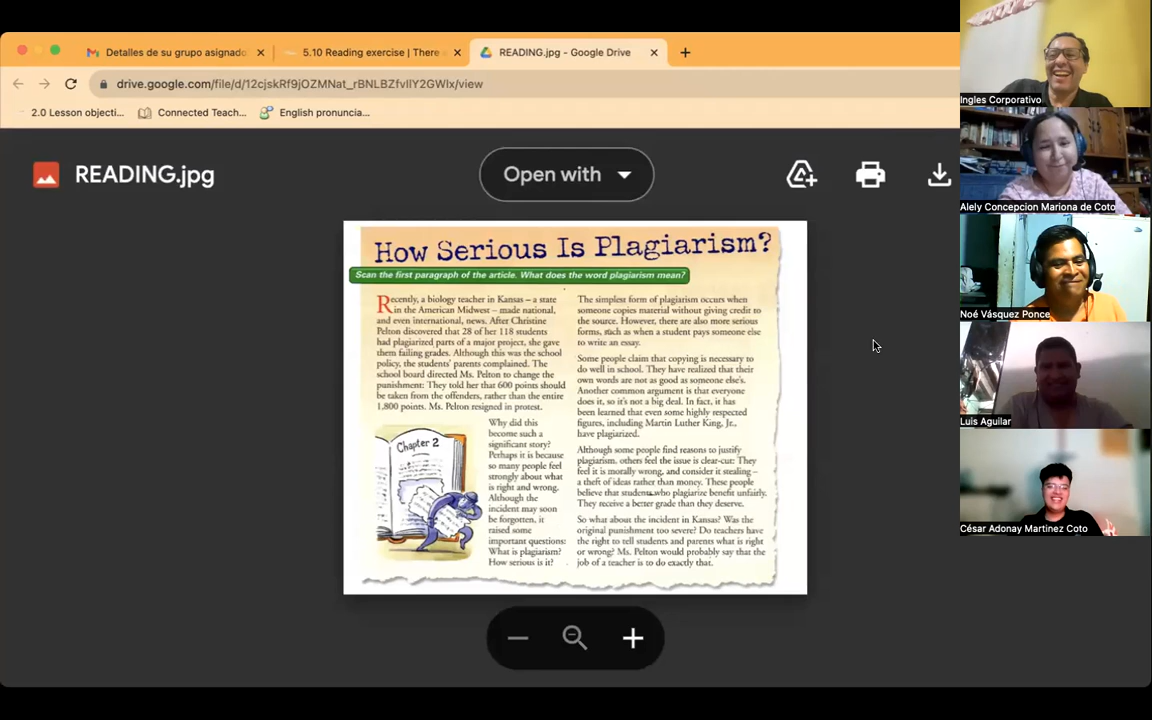 Detalles de su grupo asignado
5.10 Reading exercise | There
READING.jpg - Google Drive
drive.google.com/file/d/12cjskRf9jOZMNat_rBNLBZfvIlY2GWIx/view
2.0 Lesson objecti...
Connected Teach...
English pronuncia...
READING.jpg
Open with
How Serious Is Plagiarism?
Scan the first paragraph of the article. What does the word plagiarism mean?
Recently, a biology teacher in Kansas – a state
in the American Midwest – made national,
and even international, news. After Christine
Pelton discovered that 28 of her 118 students
had plagiarized parts of a major project, she gave
them failing grades. Although this was the school
policy, the students' parents complained. The
school board directed Ms. Pelton to change the
punishment: They told her that 600 points should
be taken from the offenders, rather than the entire
1,800 points. Ms. Pelton resigned in protest.
Why did this
become such a
significant story?
Perhaps it is because
so many people feel
strongly about what
is right and wrong.
Although the
incident may soon
be forgotten, it
raised some
important questions:
What is plagiarism?
How serious is it?
Chapter 2
The simplest form of plagiarism occurs when
someone copies material without giving credit to
the source. However, there are also more serious
forms, such as when a student pays someone else
to write an essay.
Some people claim that copying is necessary to
do well in school. They have realized that their
own words are not as good as someone else's.
Another common argument is that everyone
does it, so it's not a big deal. In fact, it has
been learned that even some highly respected
figures, including Martin Luther King, Jr.,
have plagiarized.
Although some people find reasons to justify
plagiarism, others feel the issue is clear-cut: They
feel it is morally wrong, and consider it stealing –
a theft of ideas rather than money. These people
believe that students who plagiarize benefit unfairly.
They receive a better grade than they deserve.
So what about the incident in Kansas? Was the
original punishment too severe? Do teachers have
the right to tell students and parents what is right
or wrong? Ms. Pelton would probably say that the
job of a teacher is to do exactly that.
Ingles Corporativo
Alely Concepcion Mariona de Coto
Noé Vásquez Ponce
Luis Aguilar
César Adonay Martinez Coto